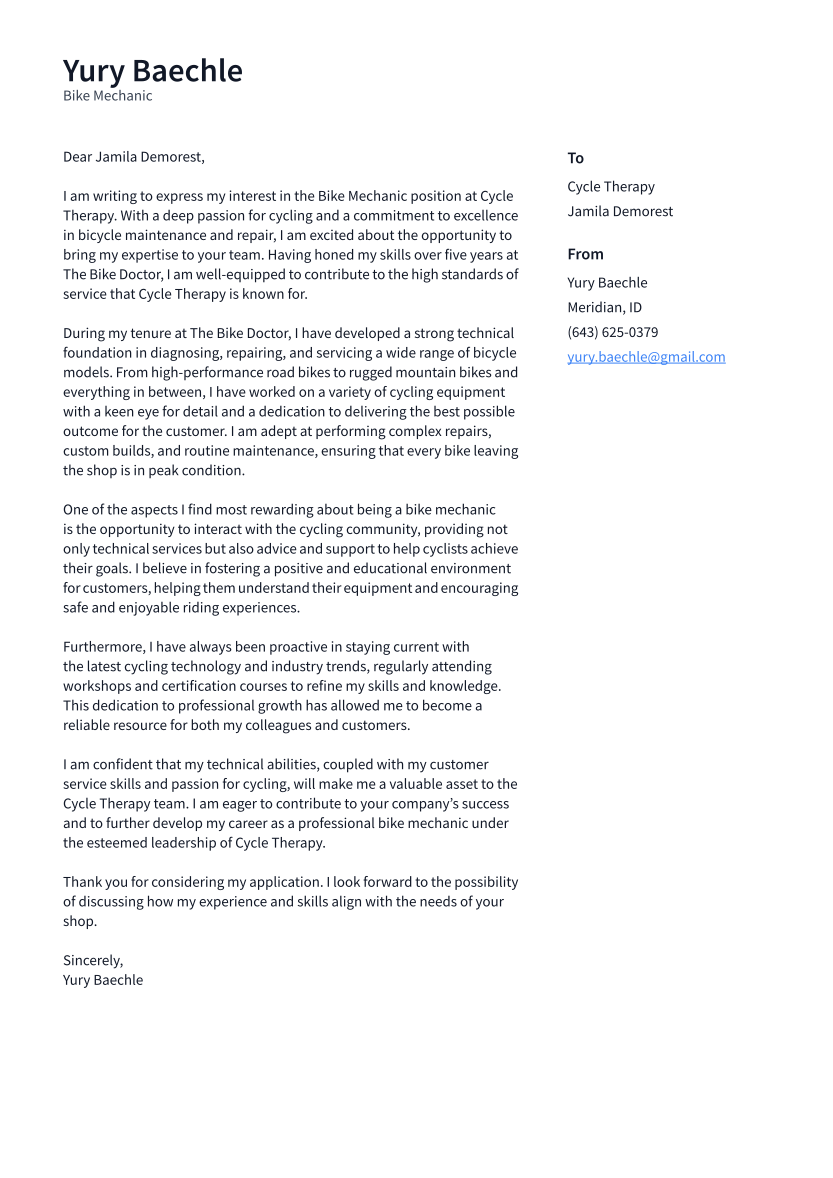 Yury Baechle
Bike Mechanic
Dear Jamila Demorest,
I am writing to express my interest in the Bike Mechanic position at Cycle
Therapy. With a deep passion for cycling and a commitment to excellence
in bicycle maintenance and repair, I am excited about the opportunity to
bring my expertise to your team. Having honed my skills over five years at
The Bike Doctor, I am well-equipped to contribute to the high standards of
service that Cycle Therapy is known for.
During my tenure at The Bike Doctor, I have developed a strong technical
foundation in diagnosing, repairing, and servicing a wide range of bicycle
models. From high-performance road bikes to rugged mountain bikes and
everything in between, I have worked on a variety of cycling equipment
with a keen eye for detail and a dedication to delivering the best possible
outcome for the customer. I am adept at performing complex repairs,
custom builds, and routine maintenance, ensuring that every bike leaving
the shop is in peak condition.
One of the aspects I find most rewarding about being a bike mechanic
is the opportunity to interact with the cycling community, providing not
only technical services but also advice and support to help cyclists achieve
their goals. I believe in fostering a positive and educational environment
for customers, helping them understand their equipment and encouraging
safe and enjoyable riding experiences.
Furthermore, I have always been proactive in staying current with
the latest cycling technology and industry trends, regularly attending
workshops and certification courses to refine my skills and knowledge.
This dedication to professional growth has allowed me to become a
reliable resource for both my colleagues and customers.
I am confident that my technical abilities, coupled with my customer
service skills and passion for cycling, will make me a valuable asset to the
Cycle Therapy team. I am eager to contribute to your company’s success
and to further develop my career as a professional bike mechanic under
the esteemed leadership of Cycle Therapy.
Thank you for considering my application. I look forward to the possibility
of discussing how my experience and skills align with the needs of your
shop.
Sincerely,
Yury Baechle
To
Cycle Therapy
Jamila Demorest
From
Yury Baechle
Meridian, ID
(643) 625-0379
yury.baechle@gmail.com